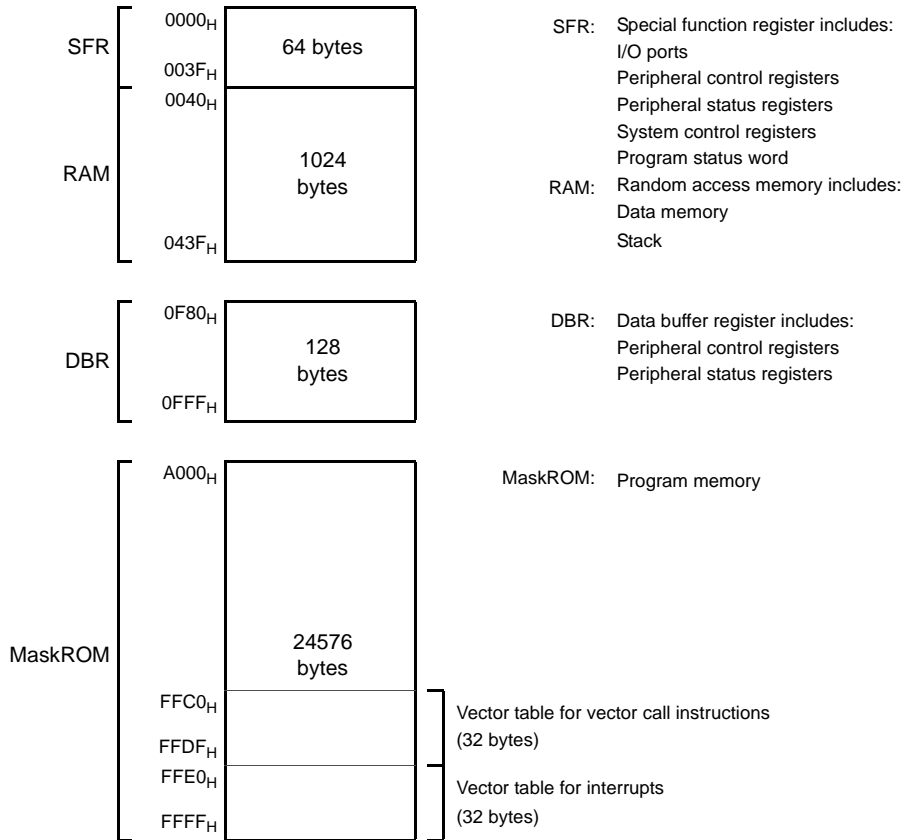 SFR
0000H
64 bytes
003FH
RAM
0040H
1024
bytes
043FH
SFR: Special function register includes:
I/O ports
Peripheral control registers
Peripheral status registers
System control registers
Program status word
RAM: Random access memory includes:
Data memory
Stack
DBR
0F80H
128
bytes
0FFFH
DBR: Data buffer register includes:
Peripheral control registers
Peripheral status registers
MaskROM
A000H
24576
bytes
MaskROM: Program memory
FFC0H
FFDFH
Vector table for vector call instructions
(32 bytes)
FFE0H
FFFFH
Vector table for interrupts
(32 bytes)